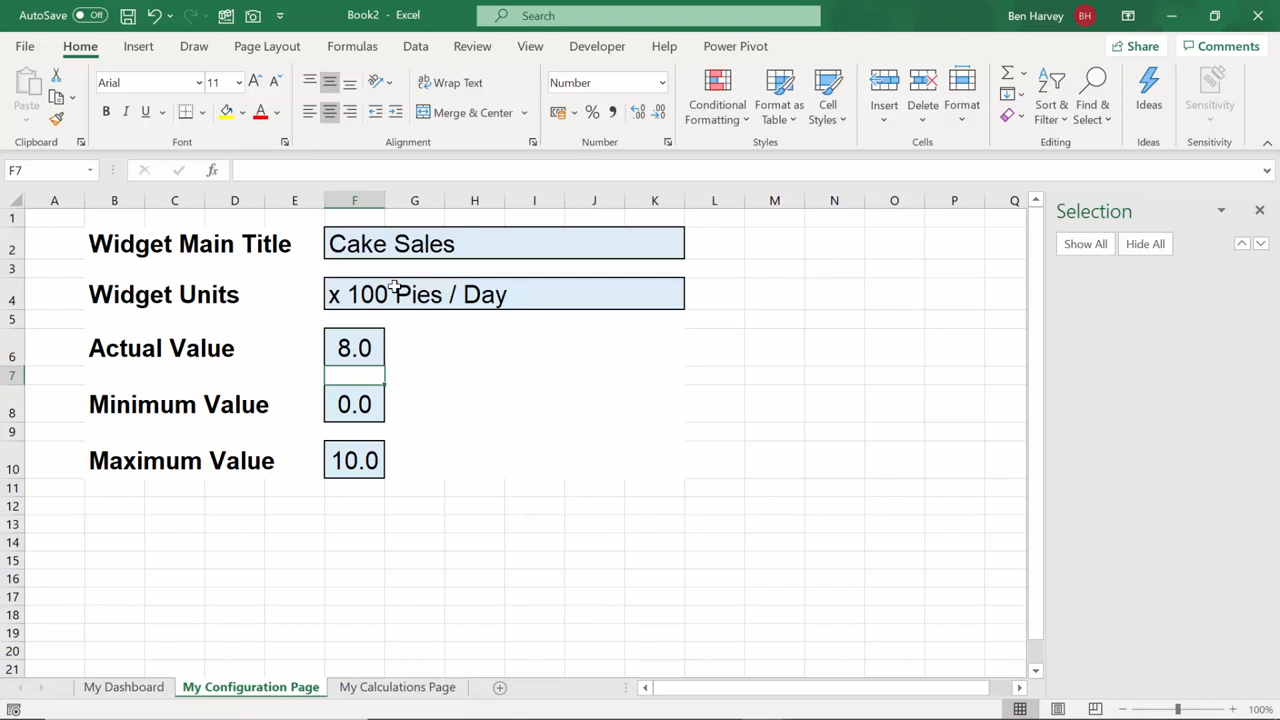 AutoSave Off Book2 - Excel Search Ben Harvey BH
File Home Insert Draw Page Layout Formulas Data Review View Developer Help Power Pivot Share Comments
Paste Arial 11 Wrap Text Number Conditional Formatting Format as Table Cell Styles Insert Delete Format Sort & Filter Find & Select Ideas Sensitivity
B I U Merge & Center
Clipboard Font Alignment Number Styles Cells Editing Ideas Sensitivity
F7 fx
A B C D E F G H I J K L M N O P Q
Selection
Show All Hide All
1
2 Widget Main Title Cake Sales
3
4 Widget Units x 100 Pies / Day
5
6 Actual Value 8.0
7
8 Minimum Value 0.0
9
10 Maximum Value 10.0
11
12
13
14
15
16
17
18
19
20
21
My Dashboard My Configuration Page My Calculations Page
100%